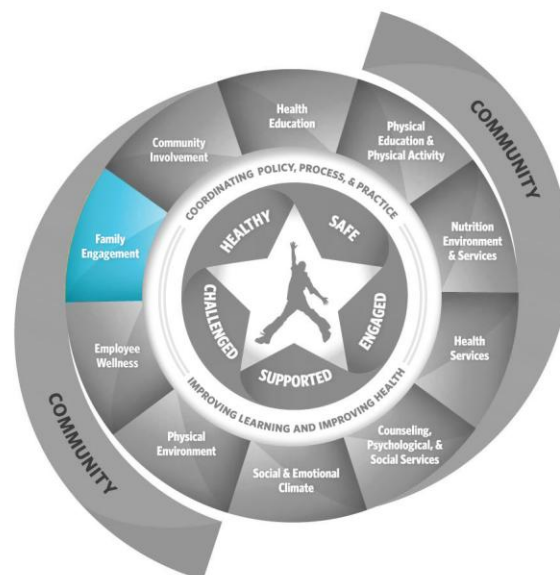 COMMUNITY
Health
Education
Physical
Education &
Physical Activity
Nutrition
Environment
& Services
Health
Services
Counseling,
Psychological, &
Social Services
Social & Emotional
Climate
Physical
Environment
Employee
Wellness
Family
Engagement
Community
Involvement
COORDINATING POLICY, PROCESS, & PRACTICE
IMPROVING LEARNING AND IMPROVING HEALTH
HEALTHY
SAFE
ENGAGED
SUPPORTED
CHALLENGED
COMMUNITY